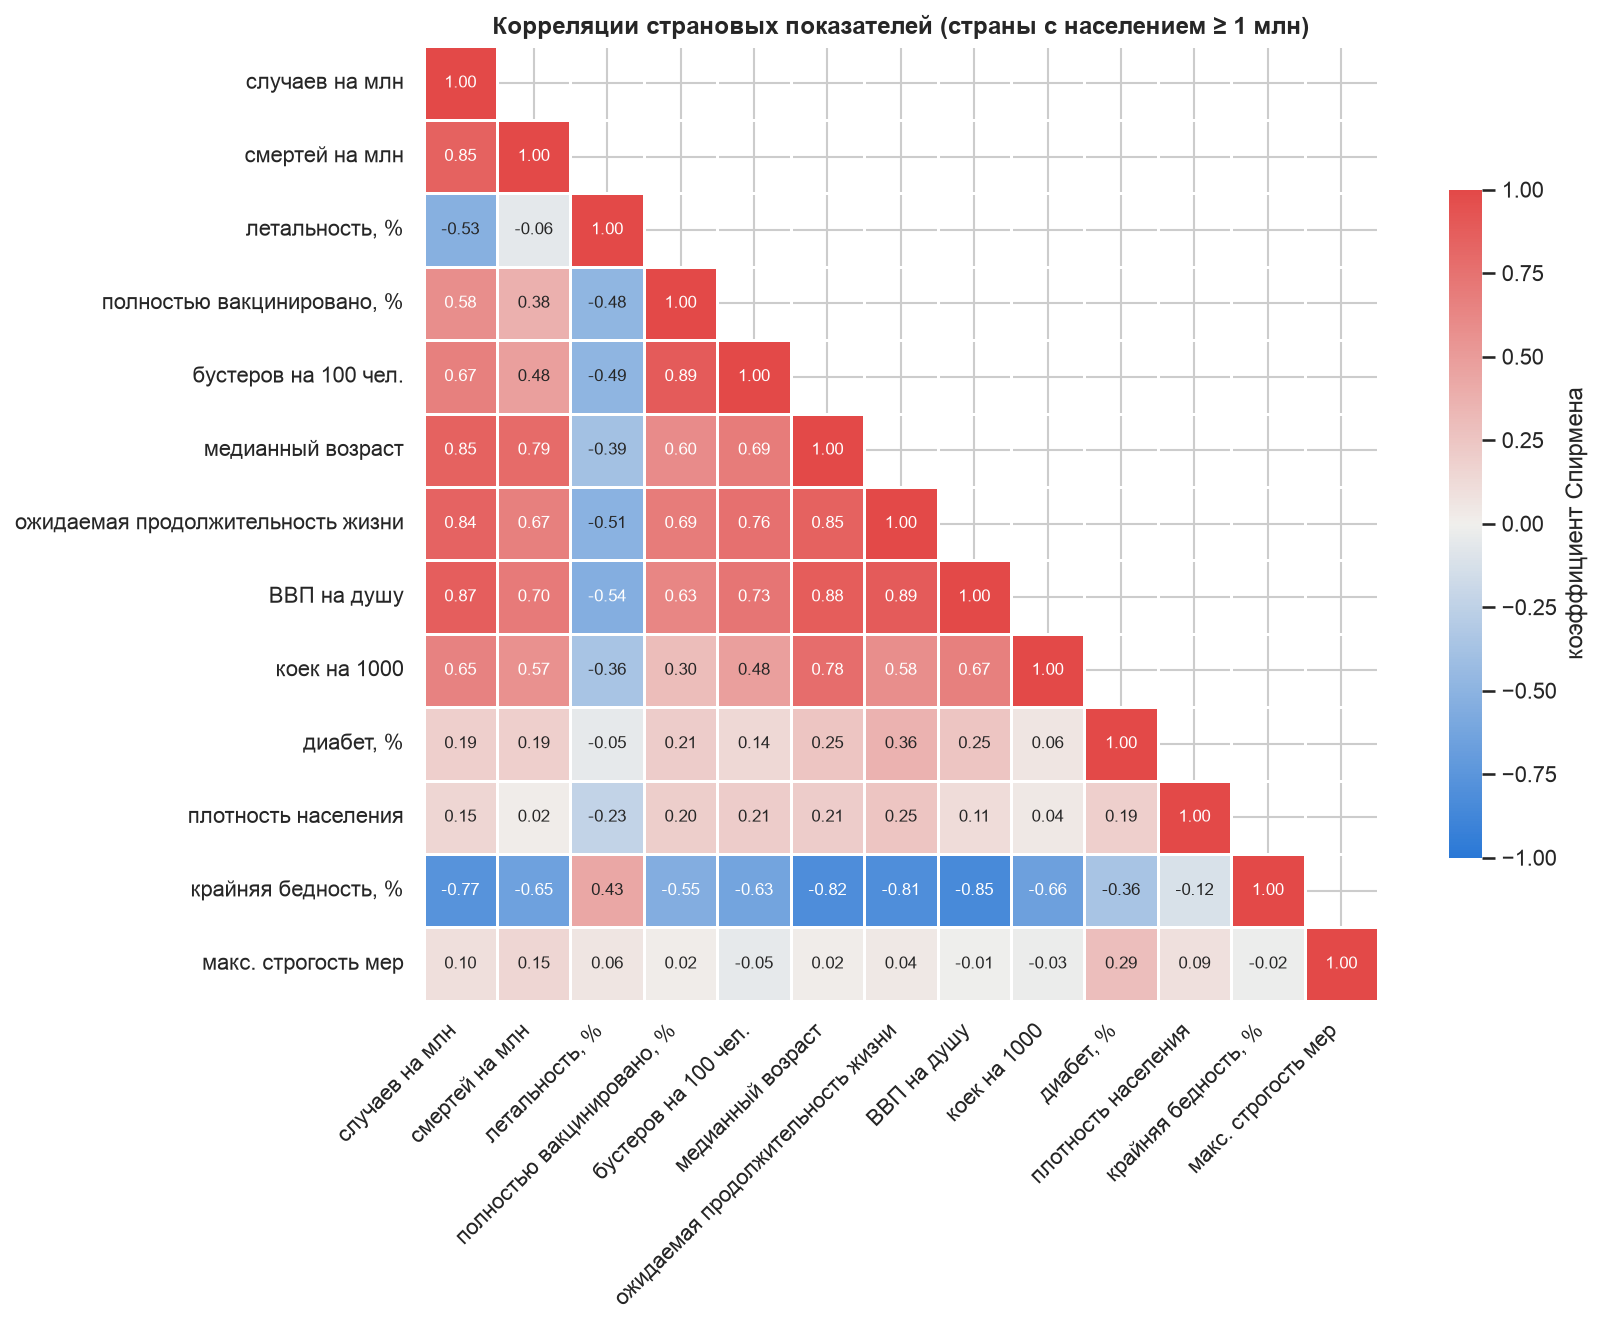 Корреляции страновых показателей (страны с населением ≥ 1 млн)
случаев на млн 1.00
смертей на млн 0.85 1.00
летальность, % -0.53 -0.06 1.00
полностью вакцинировано, % 0.58 0.38 -0.48 1.00
бустеров на 100 чел. 0.67 0.48 -0.49 0.89 1.00
медианный возраст 0.85 0.79 -0.39 0.60 0.69 1.00
ожидаемая продолжительность жизни 0.84 0.67 -0.51 0.69 0.76 0.85 1.00
ВВП на душу 0.87 0.70 -0.54 0.63 0.73 0.88 0.89 1.00
коек на 1000 0.65 0.57 -0.36 0.30 0.48 0.78 0.58 0.67 1.00
диабет, % 0.19 0.19 -0.05 0.21 0.14 0.25 0.36 0.25 0.06 1.00
плотность населения 0.15 0.02 -0.23 0.20 0.21 0.21 0.25 0.11 0.04 0.19 1.00
крайняя бедность, % -0.77 -0.65 0.43 -0.55 -0.63 -0.82 -0.81 -0.85 -0.66 -0.36 -0.12 1.00
макс. строгость мер 0.10 0.15 0.06 0.02 -0.05 0.02 0.04 -0.01 -0.03 0.29 0.09 -0.02 1.00
случаев на млн
смертей на млн
летальность, %
полностью вакцинировано, %
бустеров на 100 чел.
медианный возраст
ожидаемая продолжительность жизни
ВВП на душу
коек на 1000
диабет, %
плотность населения
крайняя бедность, %
макс. строгость мер
1.00
0.75
0.50
0.25
0.00
−0.25
−0.50
−0.75
−1.00
коэффициент Спирмена